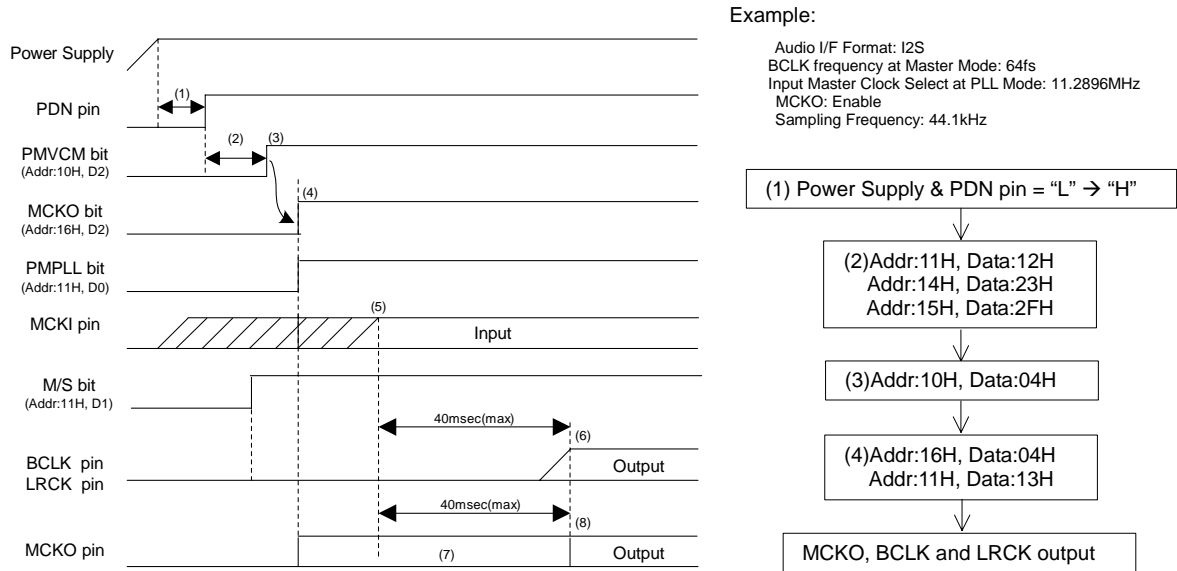 Power Supply
(1)
PDN pin
(2)
(3)
PMVCM bit
(Addr:10H, D2)
(4)
MCKO bit
(Addr:16H, D2)
PMPLL bit
(Addr:11H, D0)
(5)
MCKI pin
Input
M/S bit
(Addr:11H, D1)
40msec(max)
(6)
BCLK pin
LRCK pin
Output
40msec(max)
(8)
MCKO pin
(7)
Output
Example:
Audio I/F Format: I2S
BCLK frequency at Master Mode: 64fs
Input Master Clock Select at PLL Mode: 11.2896MHz
MCKO: Enable
Sampling Frequency: 44.1kHz
(1) Power Supply & PDN pin = “L” → “H”
(2)Addr:11H, Data:12H
Addr:14H, Data:23H
Addr:15H, Data:2FH
(3)Addr:10H, Data:04H
(4)Addr:16H, Data:04H
Addr:11H, Data:13H
MCKO, BCLK and LRCK output